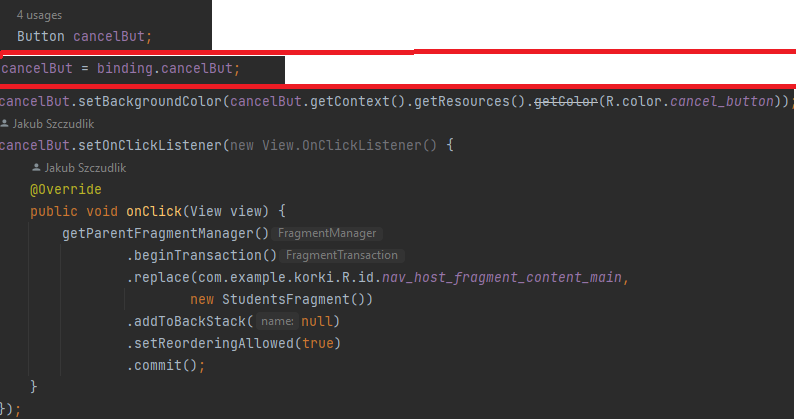 4 usages
Button cancelBut;
cancelBut = binding.cancelBut;
cancelBut.setBackgroundColor(cancelBut.getContext().getResources().getColor(R.color.cancel_button));
Jakub Szczudlik
cancelBut.setOnClickListener(new View.OnClickListener() {
Jakub Szczudlik
@Override
public void onClick(View view) {
getParentFragmentManager() FragmentManager
.beginTransaction() FragmentTransaction
.replace(com.example.korki.R.id.nav_host_fragment_content_main,
new StudentsFragment())
.addToBackStack( name: null)
.setReorderingAllowed(true)
.commit();
}
});